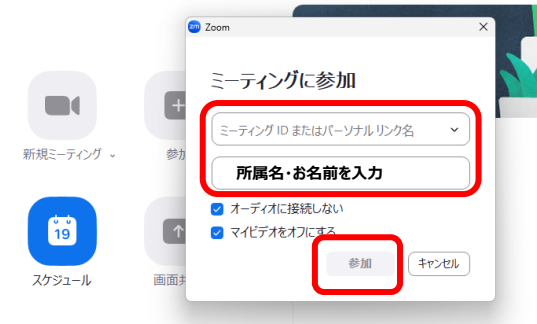 zm Zoom
ミーティングに参加
ミーティング ID またはパーソナル リンク名
所属名・お名前を入力
オーディオに接続しない
マイビデオをオフにする
参加 キャンセル
新規ミーティング
参加
19
スケジュール
画面共